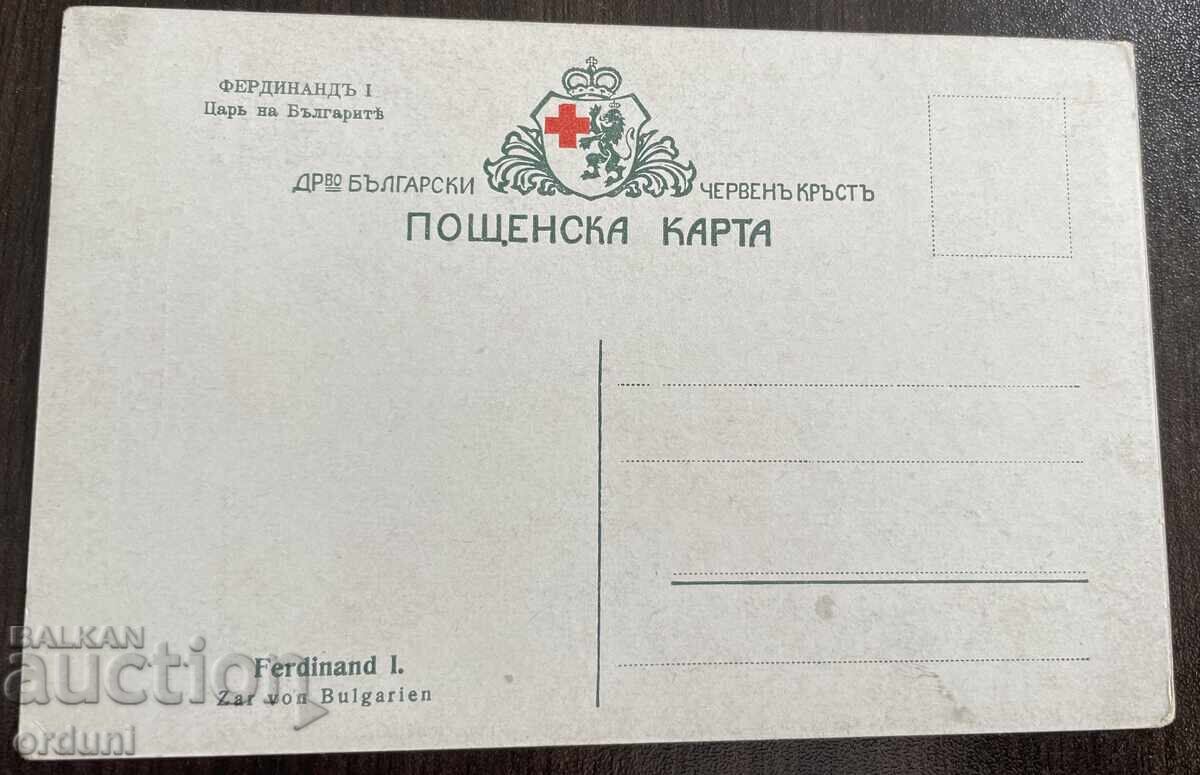 ФЕРДИНАНДЪ I
Царь на Българитѣ
ДРВО БЪЛГАРСКИ ЧЕРВЕНЪ КРЪСТЪ
ПОЩЕНСКА КАРТА
Ferdinand I.
Zar von Bulgarien
BALKAN
auction
orduni